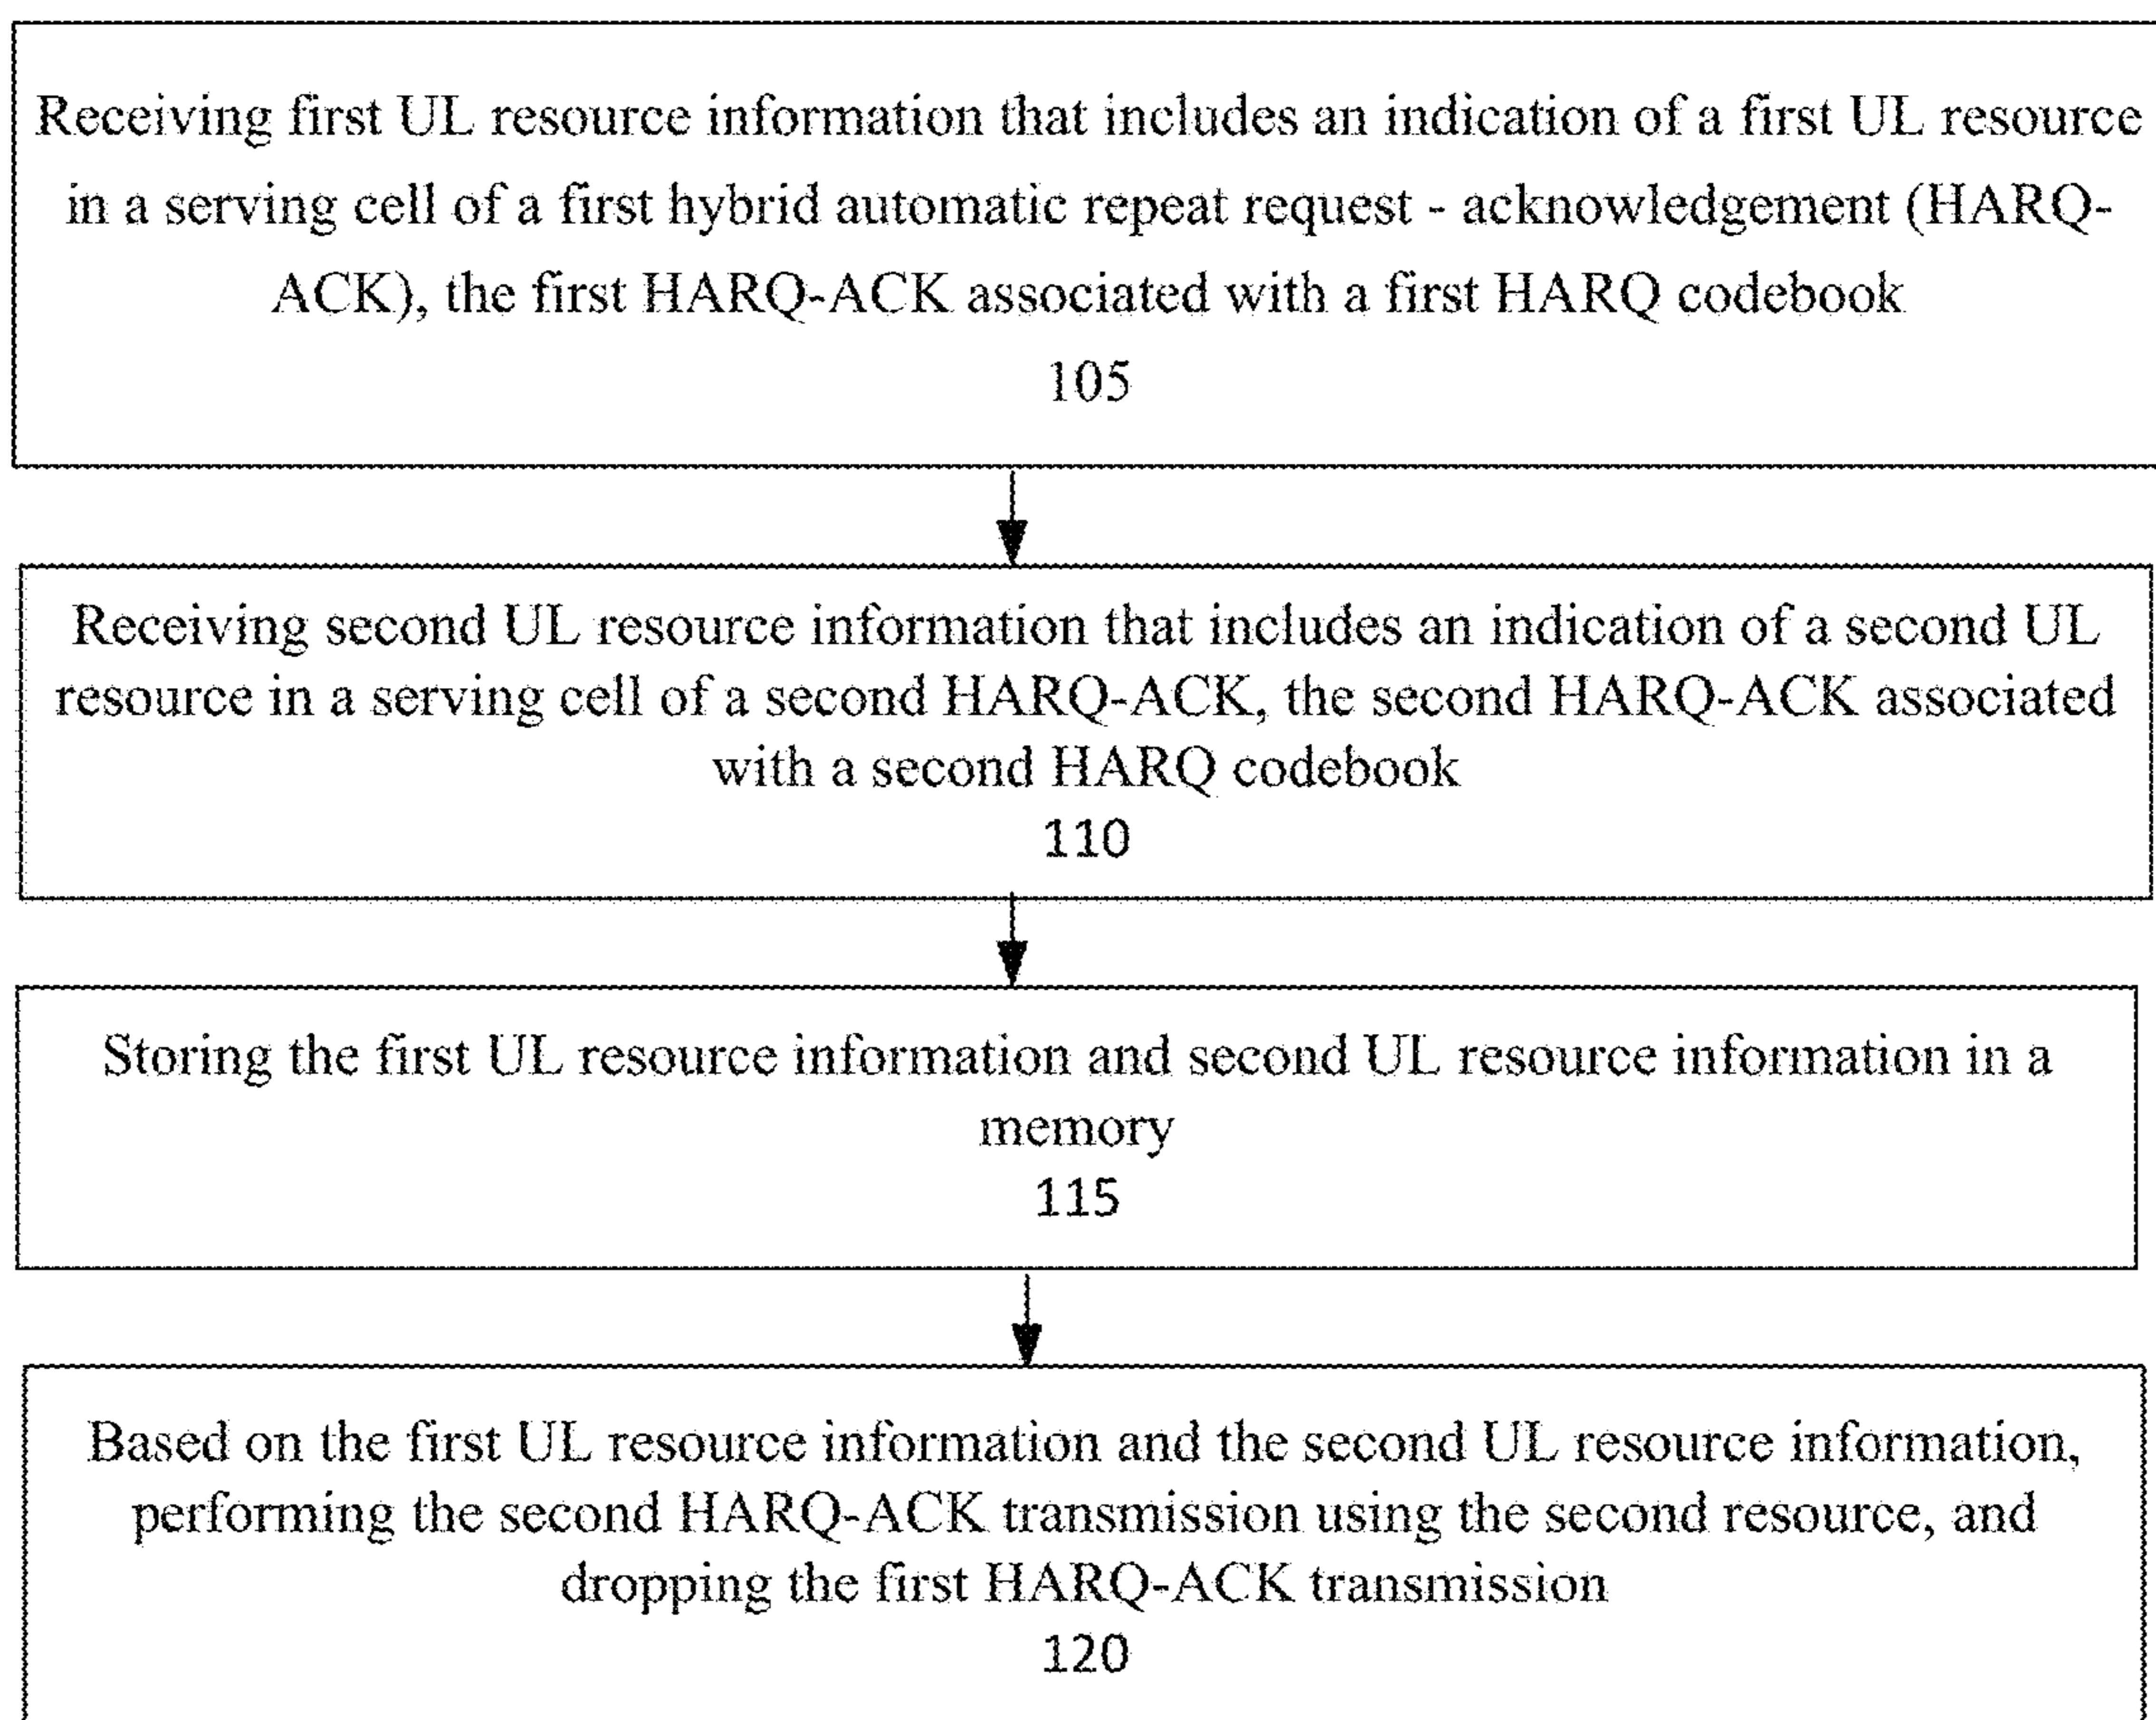 Receiving first UL resource information that includes an indication of a first UL resource
in a serving cell of a first hybrid automatic repeat request - acknowledgement (HARQ-
ACK), the first HARQ-ACK associated with a first HARQ codebook
105
Receiving second UL resource information that includes an indication of a second UL
resource in a serving cell of a second HARQ-ACK, the second HARQ-ACK associated
with a second HARQ codebook
110
Storing the first UL resource information and second UL resource information in a
memory
115
Based on the first UL resource information and the second UL resource information,
performing the second HARQ-ACK transmission using the second resource, and
dropping the first HARQ-ACK transmission
120